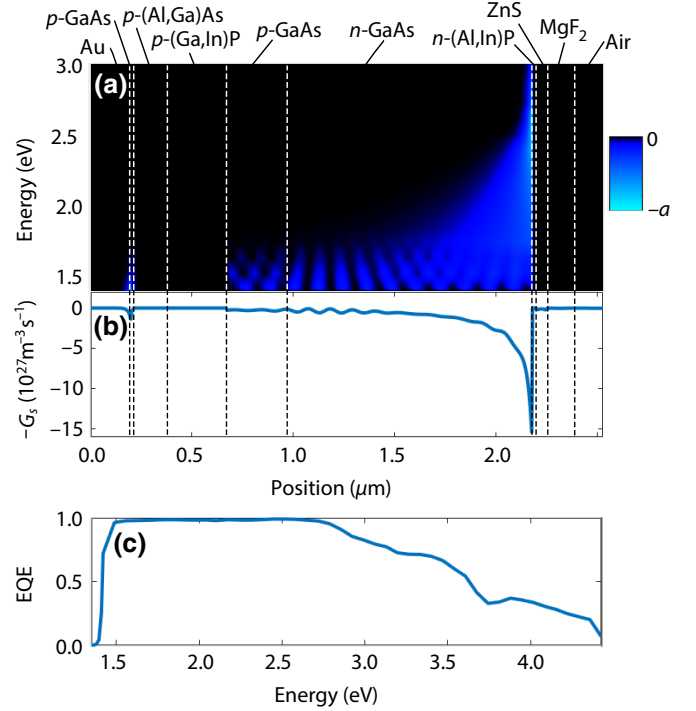 ZnS
p-(Al,Ga)As
p-GaAs
MgF₂
p-(Ga,In)P
p-GaAs
n-GaAs
n-(Al,In)P
Au
Air
3.0
2.5
2.0
1.5
Energy (eV)
(a)
0
−a
0
−5
−10
−15
−Gₛ (10²⁷m⁻³s⁻¹)
(b)
0.0 0.5 1.0 1.5 2.0
Position (μm)
1.0
0.5
0.0
EQE
(c)
1.5 2.0 2.5 3.0 3.5 4.0
Energy (eV)